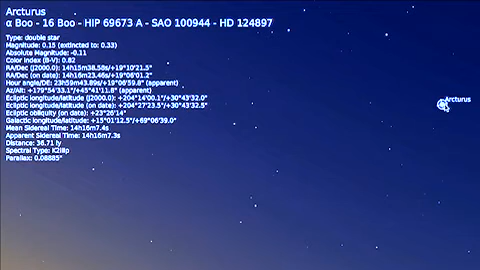 Arcturus
α Boo - 16 Boo - HIP 69673 A - SAO 100944 - HD 124897
Type: double star
Magnitude: 0.15 (extincted to: 0.33)
Absolute Magnitude: -0.11
Color Index (B-V): 0.82
RA/Dec (J2000.0): 14h15m38.58s/+19°10'21.5"
RA/Dec (on date): 14h16m23.46s/+19°06'01.2"
Hour angle/DE: 23h59m43.89s/+19°06'59.8" (apparent)
Az/Alt: +179°54'33.1"/+45°41'11.8" (apparent)
Ecliptic longitude/latitude (J2000.0): +204°14'00.1"/+30°43'32.0"
Ecliptic longitude/latitude (on date): +204°27'23.5"/+30°43'32.5"
Ecliptic obliquity (on date): +23°26'14"
Galactic longitude/latitude: +15°01'12.5"/+69°06'39.0"
Mean Sidereal Time: 14h16m7.4s
Apparent Sidereal Time: 14h16m7.3s
Distance: 36.71 ly
Spectral Type: K2IIIp
Parallax: 0.08885"
Arcturus